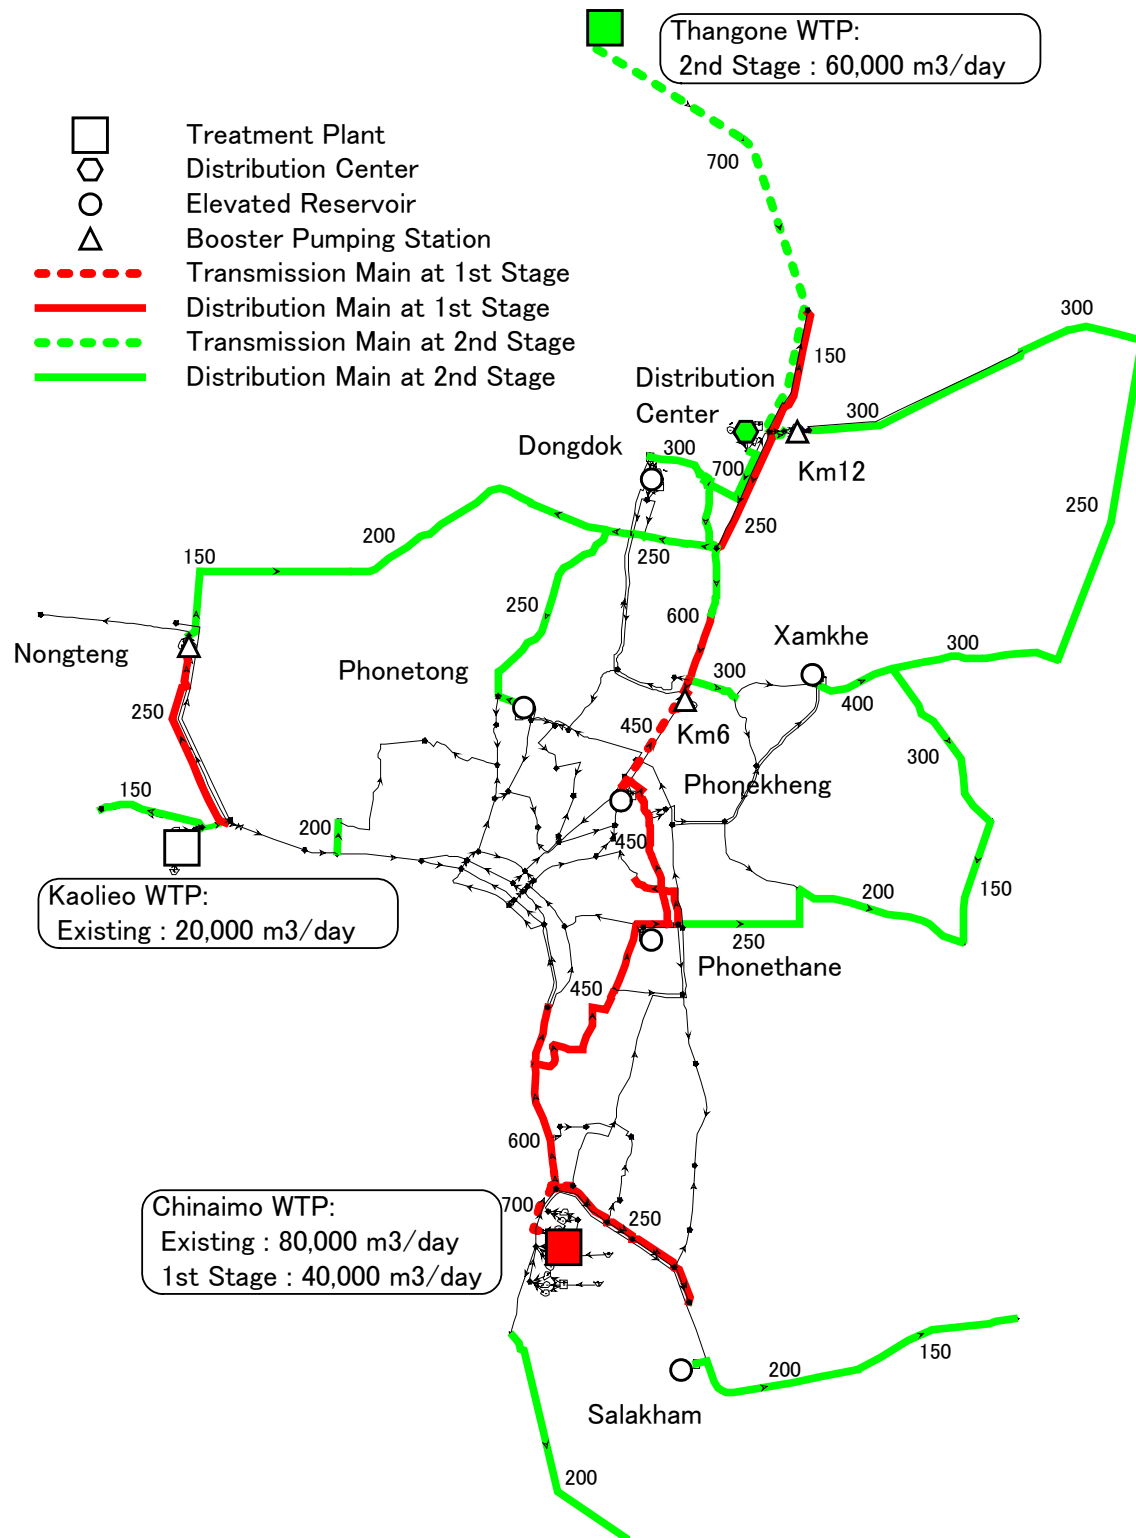 Thangone WTP:
2nd Stage : 60,000 m3/day
Treatment Plant
Distribution Center
Elevated Reservoir
Booster Pumping Station
Transmission Main at 1st Stage
Distribution Main at 1st Stage
Transmission Main at 2nd Stage
Distribution Main at 2nd Stage
700
300
150
Distribution
Center
300
Dongdok
300
700
Km12
250
250
200
250
150
250
600
Xamkhe
Nongteng
Phonetong
300
300
400
250
450
Km6
300
Phonekheng
150
200
450
Kaolieo WTP:
Existing : 20,000 m3/day
200
150
250
Phonethane
450
600
Chinaimo WTP:
Existing : 80,000 m3/day
1st Stage : 40,000 m3/day
700
250
150
200
Salakham
200